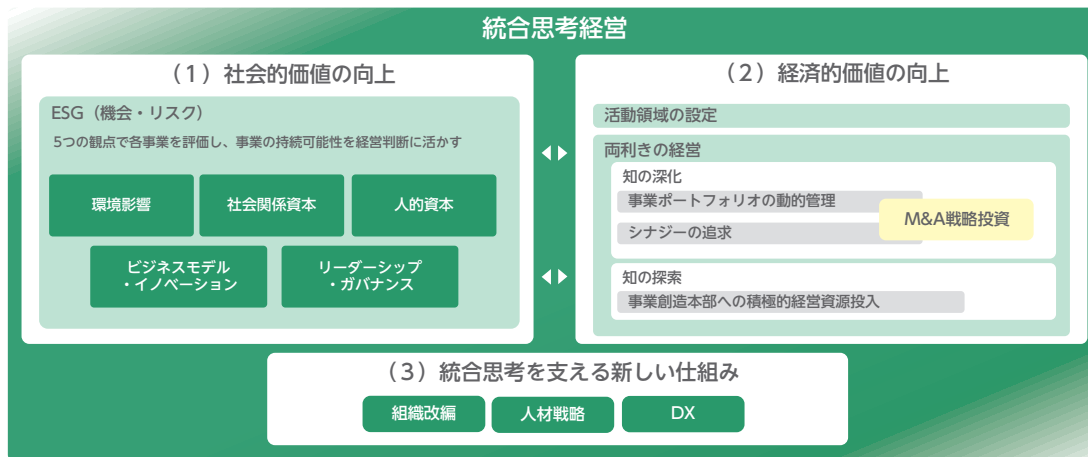 統合思考経営
（1）社会的価値の向上
ESG（機会・リスク）
5つの観点で各事業を評価し、事業の持続可能性を経営判断に活かす
環境影響
社会関係資本
人的資本
ビジネスモデル
・イノベーション
リーダーシップ
・ガバナンス
（2）経済的価値の向上
活動領域の設定
両利きの経営
知の深化
事業ポートフォリオの動的管理
シナジーの追求
M&A戦略投資
知の探索
事業創造本部への積極的経営資源投入
（3）統合思考を支える新しい仕組み
組織改編
人材戦略
DX